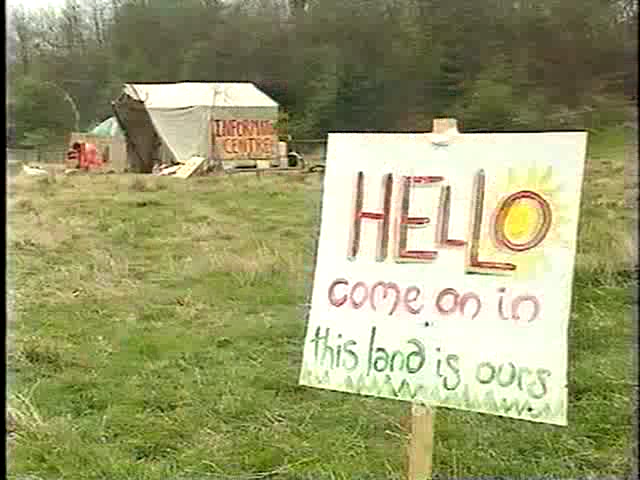 INFORMATION
CENTRE
HELLO
come on in
this land is ours